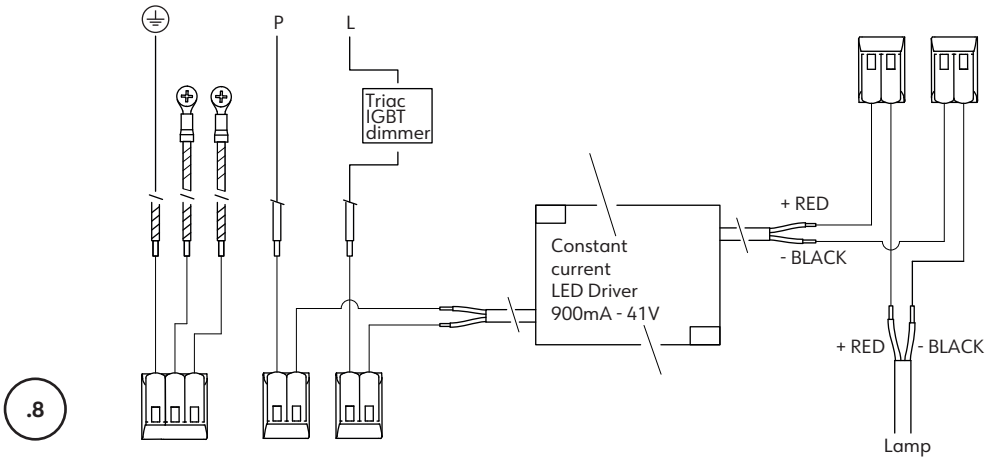 P
L
Triac
IGBT
dimmer
Constant
current
LED Driver
900mA - 41V
+ RED
- BLACK
+ RED
- BLACK
Lamp
.8